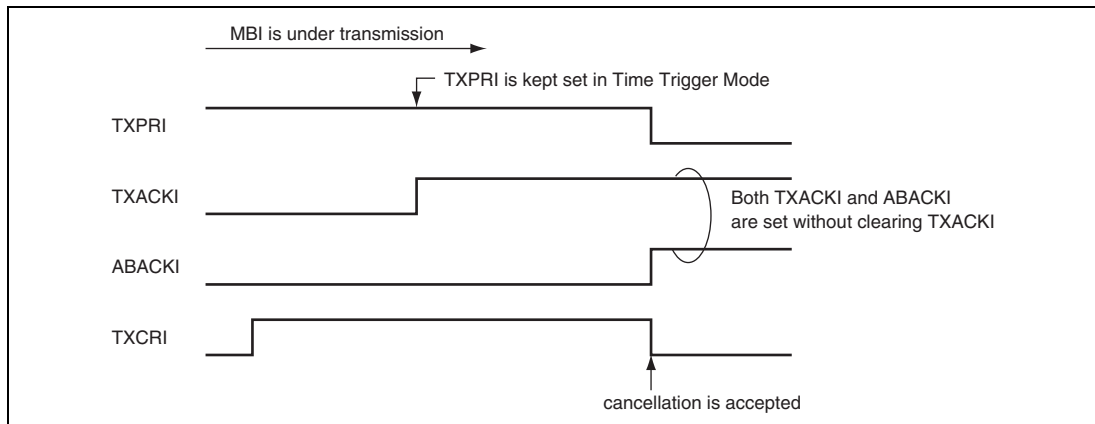 MBI is under transmission
TXPRI is kept set in Time Trigger Mode
TXPRI
TXACKI
Both TXACKI and ABACKI
are set without clearing TXACKI
ABACKI
TXCRI
cancellation is accepted